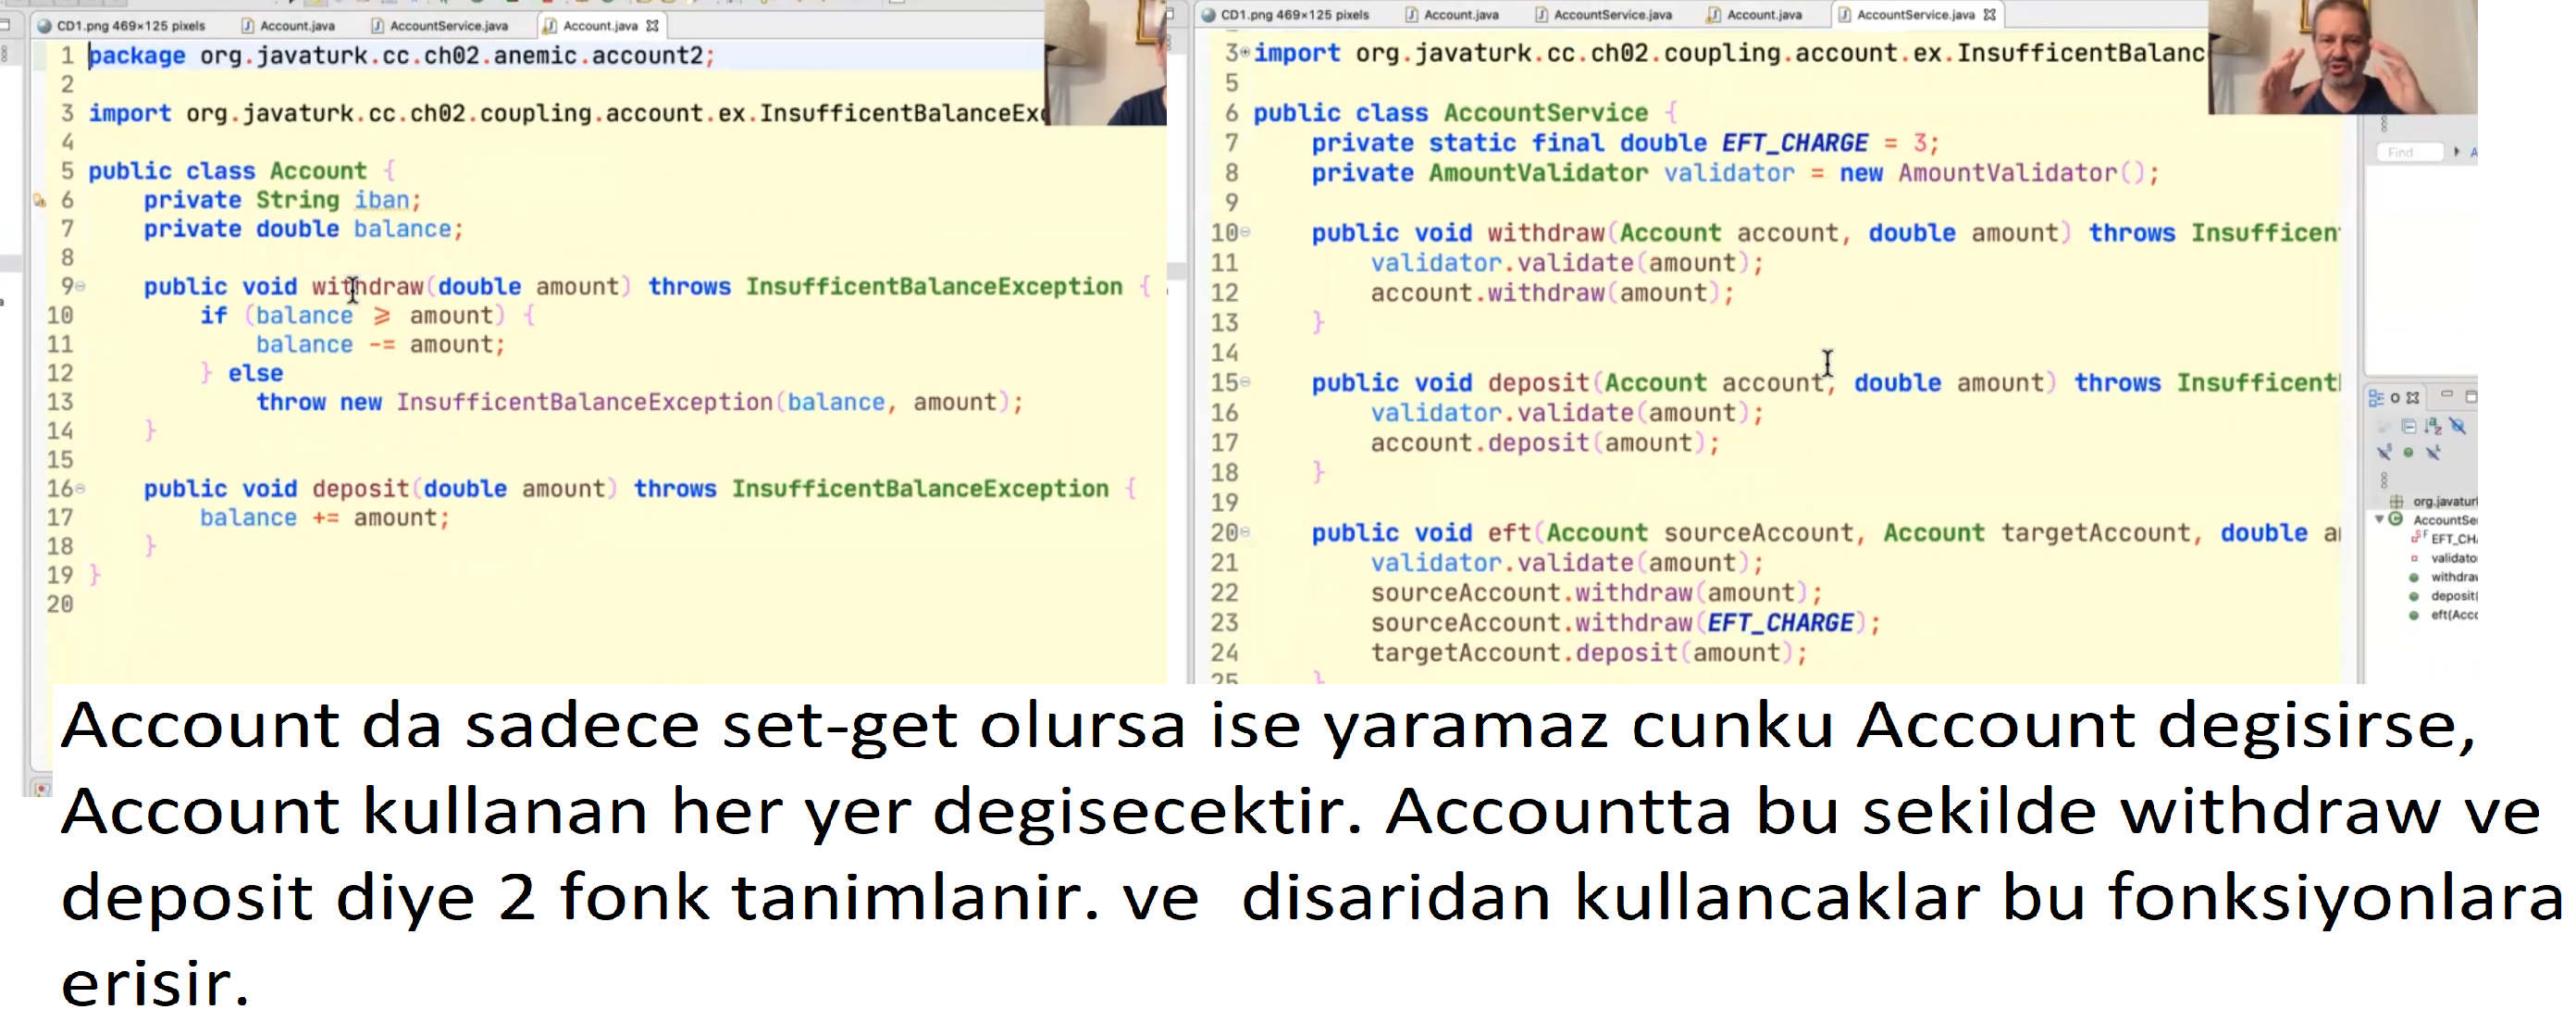 CD1.png 469×125 pixels Account.java AccountService.java Account.java
1 package org.javaturk.cc.ch02.anemic.account2;
2
3 import org.javaturk.cc.ch02.coupling.account.ex.InsufficentBalanceExc
4
5 public class Account {
6 private String iban;
7 private double balance;
8
9 public void withdraw(double amount) throws InsufficentBalanceException {
10 if (balance ≥ amount) {
11 balance -= amount;
12 } else
13 throw new InsufficentBalanceException(balance, amount);
14 }
15
16 public void deposit(double amount) throws InsufficentBalanceException {
17 balance += amount;
18 }
19 }
20
CD1.png 469×125 pixels Account.java AccountService.java Account.java AccountService.java
3 import org.javaturk.cc.ch02.coupling.account.ex.InsufficentBalanc
5
6 public class AccountService {
7 private static final double EFT_CHARGE = 3;
8 private AmountValidator validator = new AmountValidator();
9
10 public void withdraw(Account account, double amount) throws Insufficen
11 validator.validate(amount);
12 account.withdraw(amount);
13 }
14
15 public void deposit(Account account, double amount) throws Insufficent
16 validator.validate(amount);
17 account.deposit(amount);
18 }
19
20 public void eft(Account sourceAccount, Account targetAccount, double a
21 validator.validate(amount);
22 sourceAccount.withdraw(amount);
23 sourceAccount.withdraw(EFT_CHARGE);
24 targetAccount.deposit(amount);
25 }
Find
org.javatur
AccountSe
EFT_CH
validato
withdra
deposit(
eft(Acc
Account da sadece set-get olursa ise yaramaz cunku Account degisirse,
Account kullanan her yer degisecektir. Accountta bu sekilde withdraw ve
deposit diye 2 fonk tanimlanir. ve disaridan kullancaklar bu fonksiyonlara
erisir.